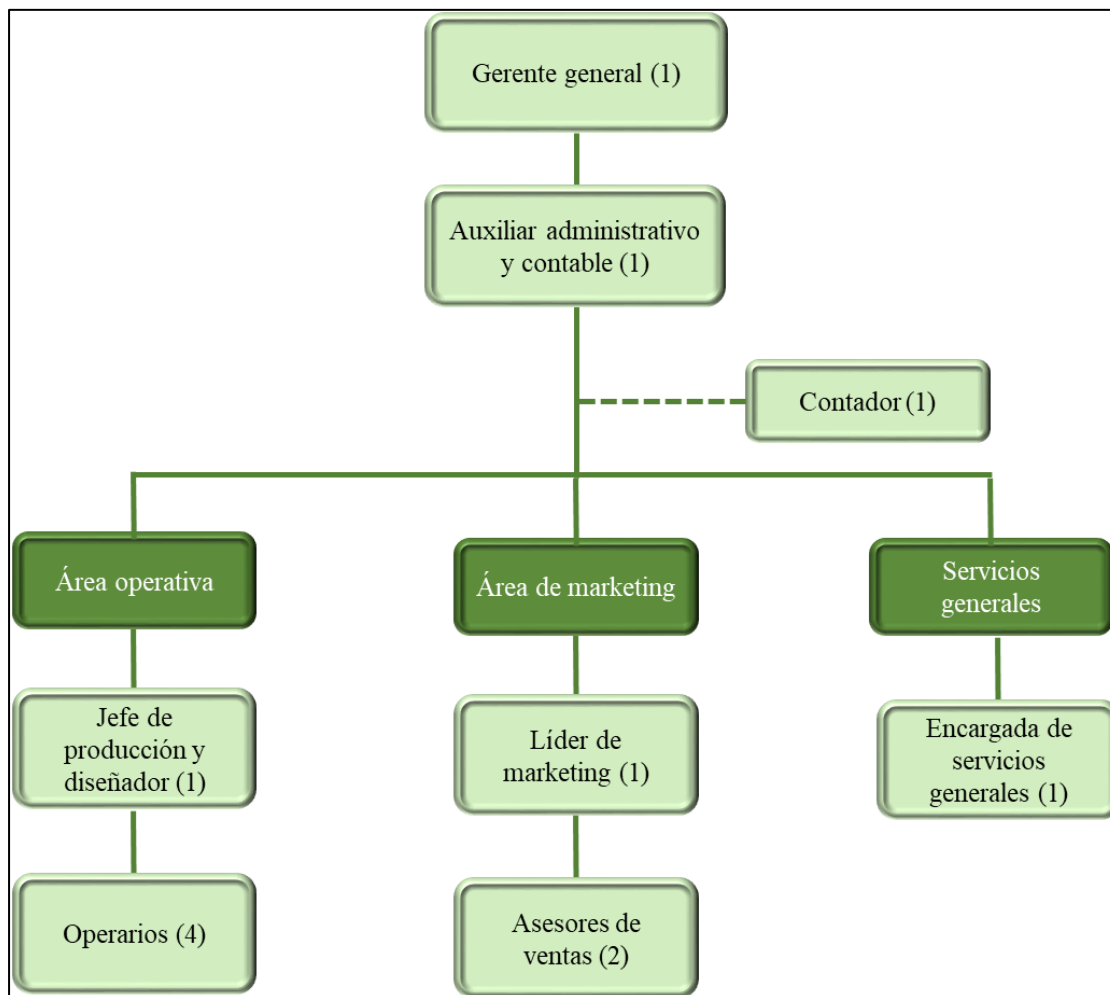 Gerente general (1)
Auxiliar administrativo
y contable (1)
Contador (1)
Área operativa
Área de marketing
Servicios
generales
Jefe de
producción y
diseñador (1)
Líder de
marketing (1)
Encargada de
servicios
generales (1)
Operarios (4)
Asesores de
ventas (2)